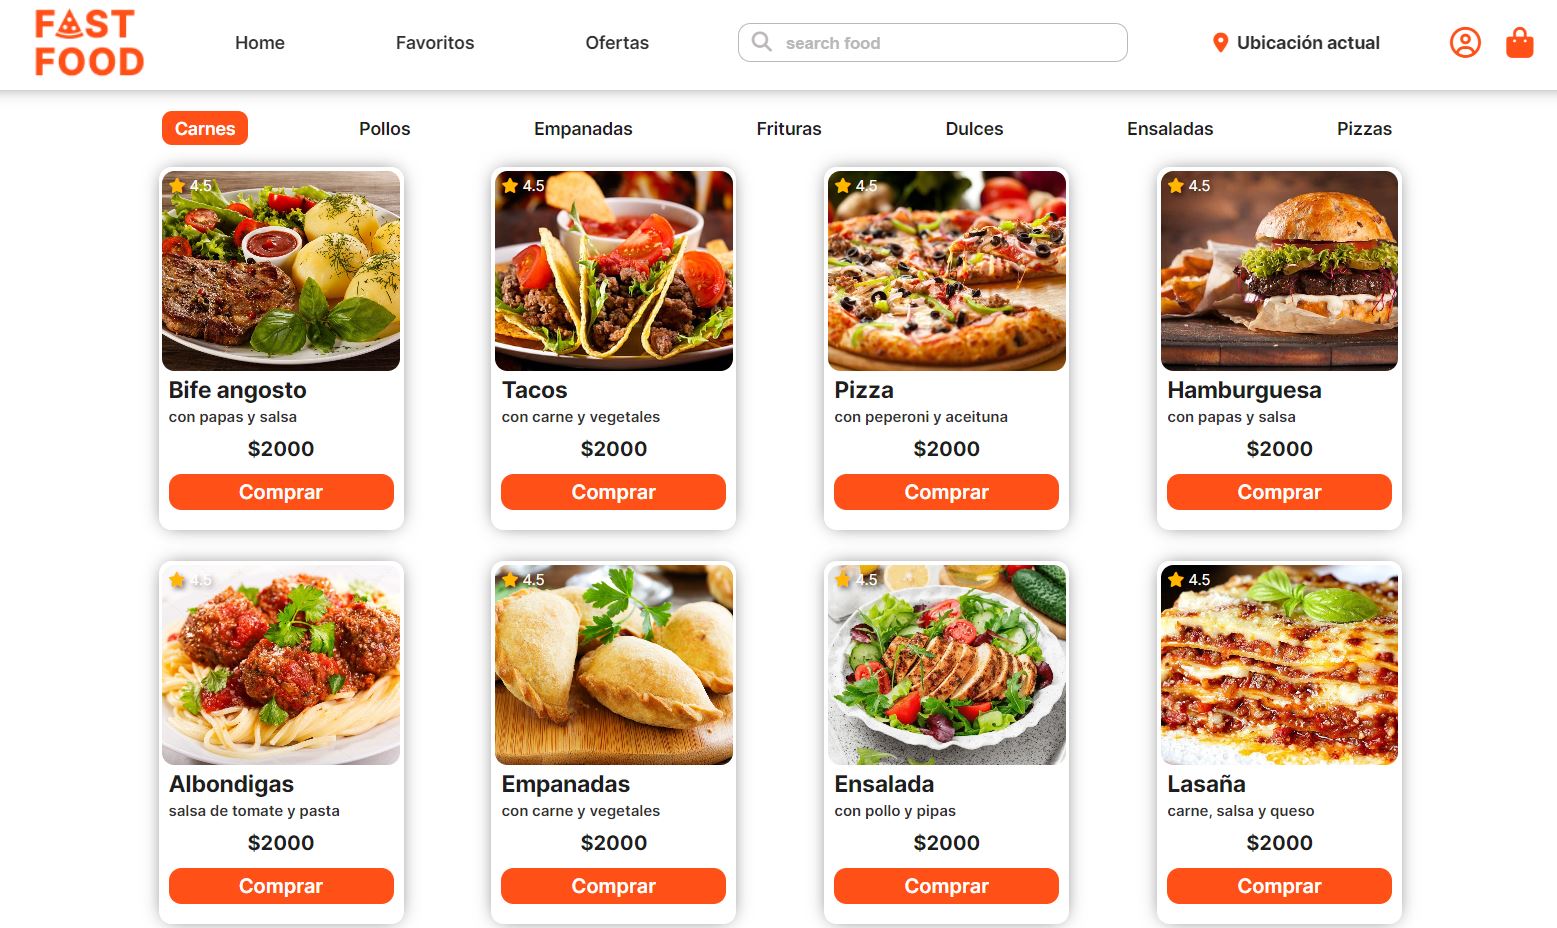 FAST
FOOD
Home
Favoritos
Ofertas
search food
Ubicación actual
Carnes
Pollos
Empanadas
Frituras
Dulces
Ensaladas
Pizzas
4.5
Bife angosto
con papas y salsa
$2000
Comprar
4.5
Tacos
con carne y vegetales
$2000
Comprar
4.5
Pizza
con peperoni y aceituna
$2000
Comprar
4.5
Hamburguesa
con papas y salsa
$2000
Comprar
4.5
Albondigas
salsa de tomate y pasta
$2000
Comprar
4.5
Empanadas
con carne y vegetales
$2000
Comprar
4.5
Ensalada
con pollo y pipas
$2000
Comprar
4.5
Lasaña
carne, salsa y queso
$2000
Comprar